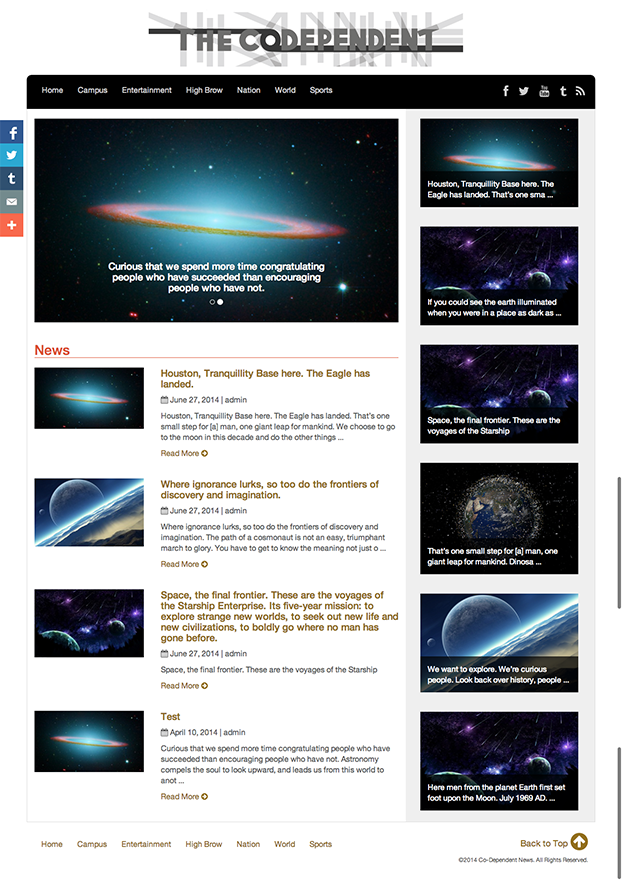 THE CODEPENDENT
Home Campus Entertainment High Brow Nation World Sports
f You Tube t
f
t
Curious that we spend more time congratulating
people who have succeeded than encouraging
people who have not.
News
Houston, Tranquillity Base here. The Eagle has
landed.
June 27, 2014 | admin
Houston, Tranquillity Base here. The Eagle has landed. That's one
small step for [a] man, one giant leap for mankind. We choose to go
to the moon in this decade and do the other things ...
Read More
Where ignorance lurks, so too do the frontiers of
discovery and imagination.
June 27, 2014 | admin
Where ignorance lurks, so too do the frontiers of discovery and
imagination. The path of a cosmonaut is not an easy, triumphant
march to glory. You have to get to know the meaning not just o ...
Read More
Space, the final frontier. These are the voyages of
the Starship Enterprise. Its five-year mission: to
explore strange new worlds, to seek out new life and
new civilizations, to boldly go where no man has
gone before.
June 27, 2014 | admin
Space, the final frontier. These are the voyages of the Starship
Read More
Test
April 10, 2014 | admin
Curious that we spend more time congratulating people who have
succeeded than encouraging people who have not. Astronomy
compels the soul to look upward, and leads us from this world to
anot ...
Read More
Houston, Tranquillity Base here. The
Eagle has landed. That's one sma ...
If you could see the earth illuminated
when you were in a place as dark as ...
Space, the final frontier. These are the
voyages of the Starship
That's one small step for [a] man, one
giant leap for mankind. Dinosa ...
We want to explore. We're curious
people. Look back over history, people ...
Here men from the planet Earth first set
foot upon the Moon. July 1969 AD. ...
Home Campus Entertainment High Brow Nation World Sports
Back to Top
©2014 Co-Dependent News. All Rights Reserved.